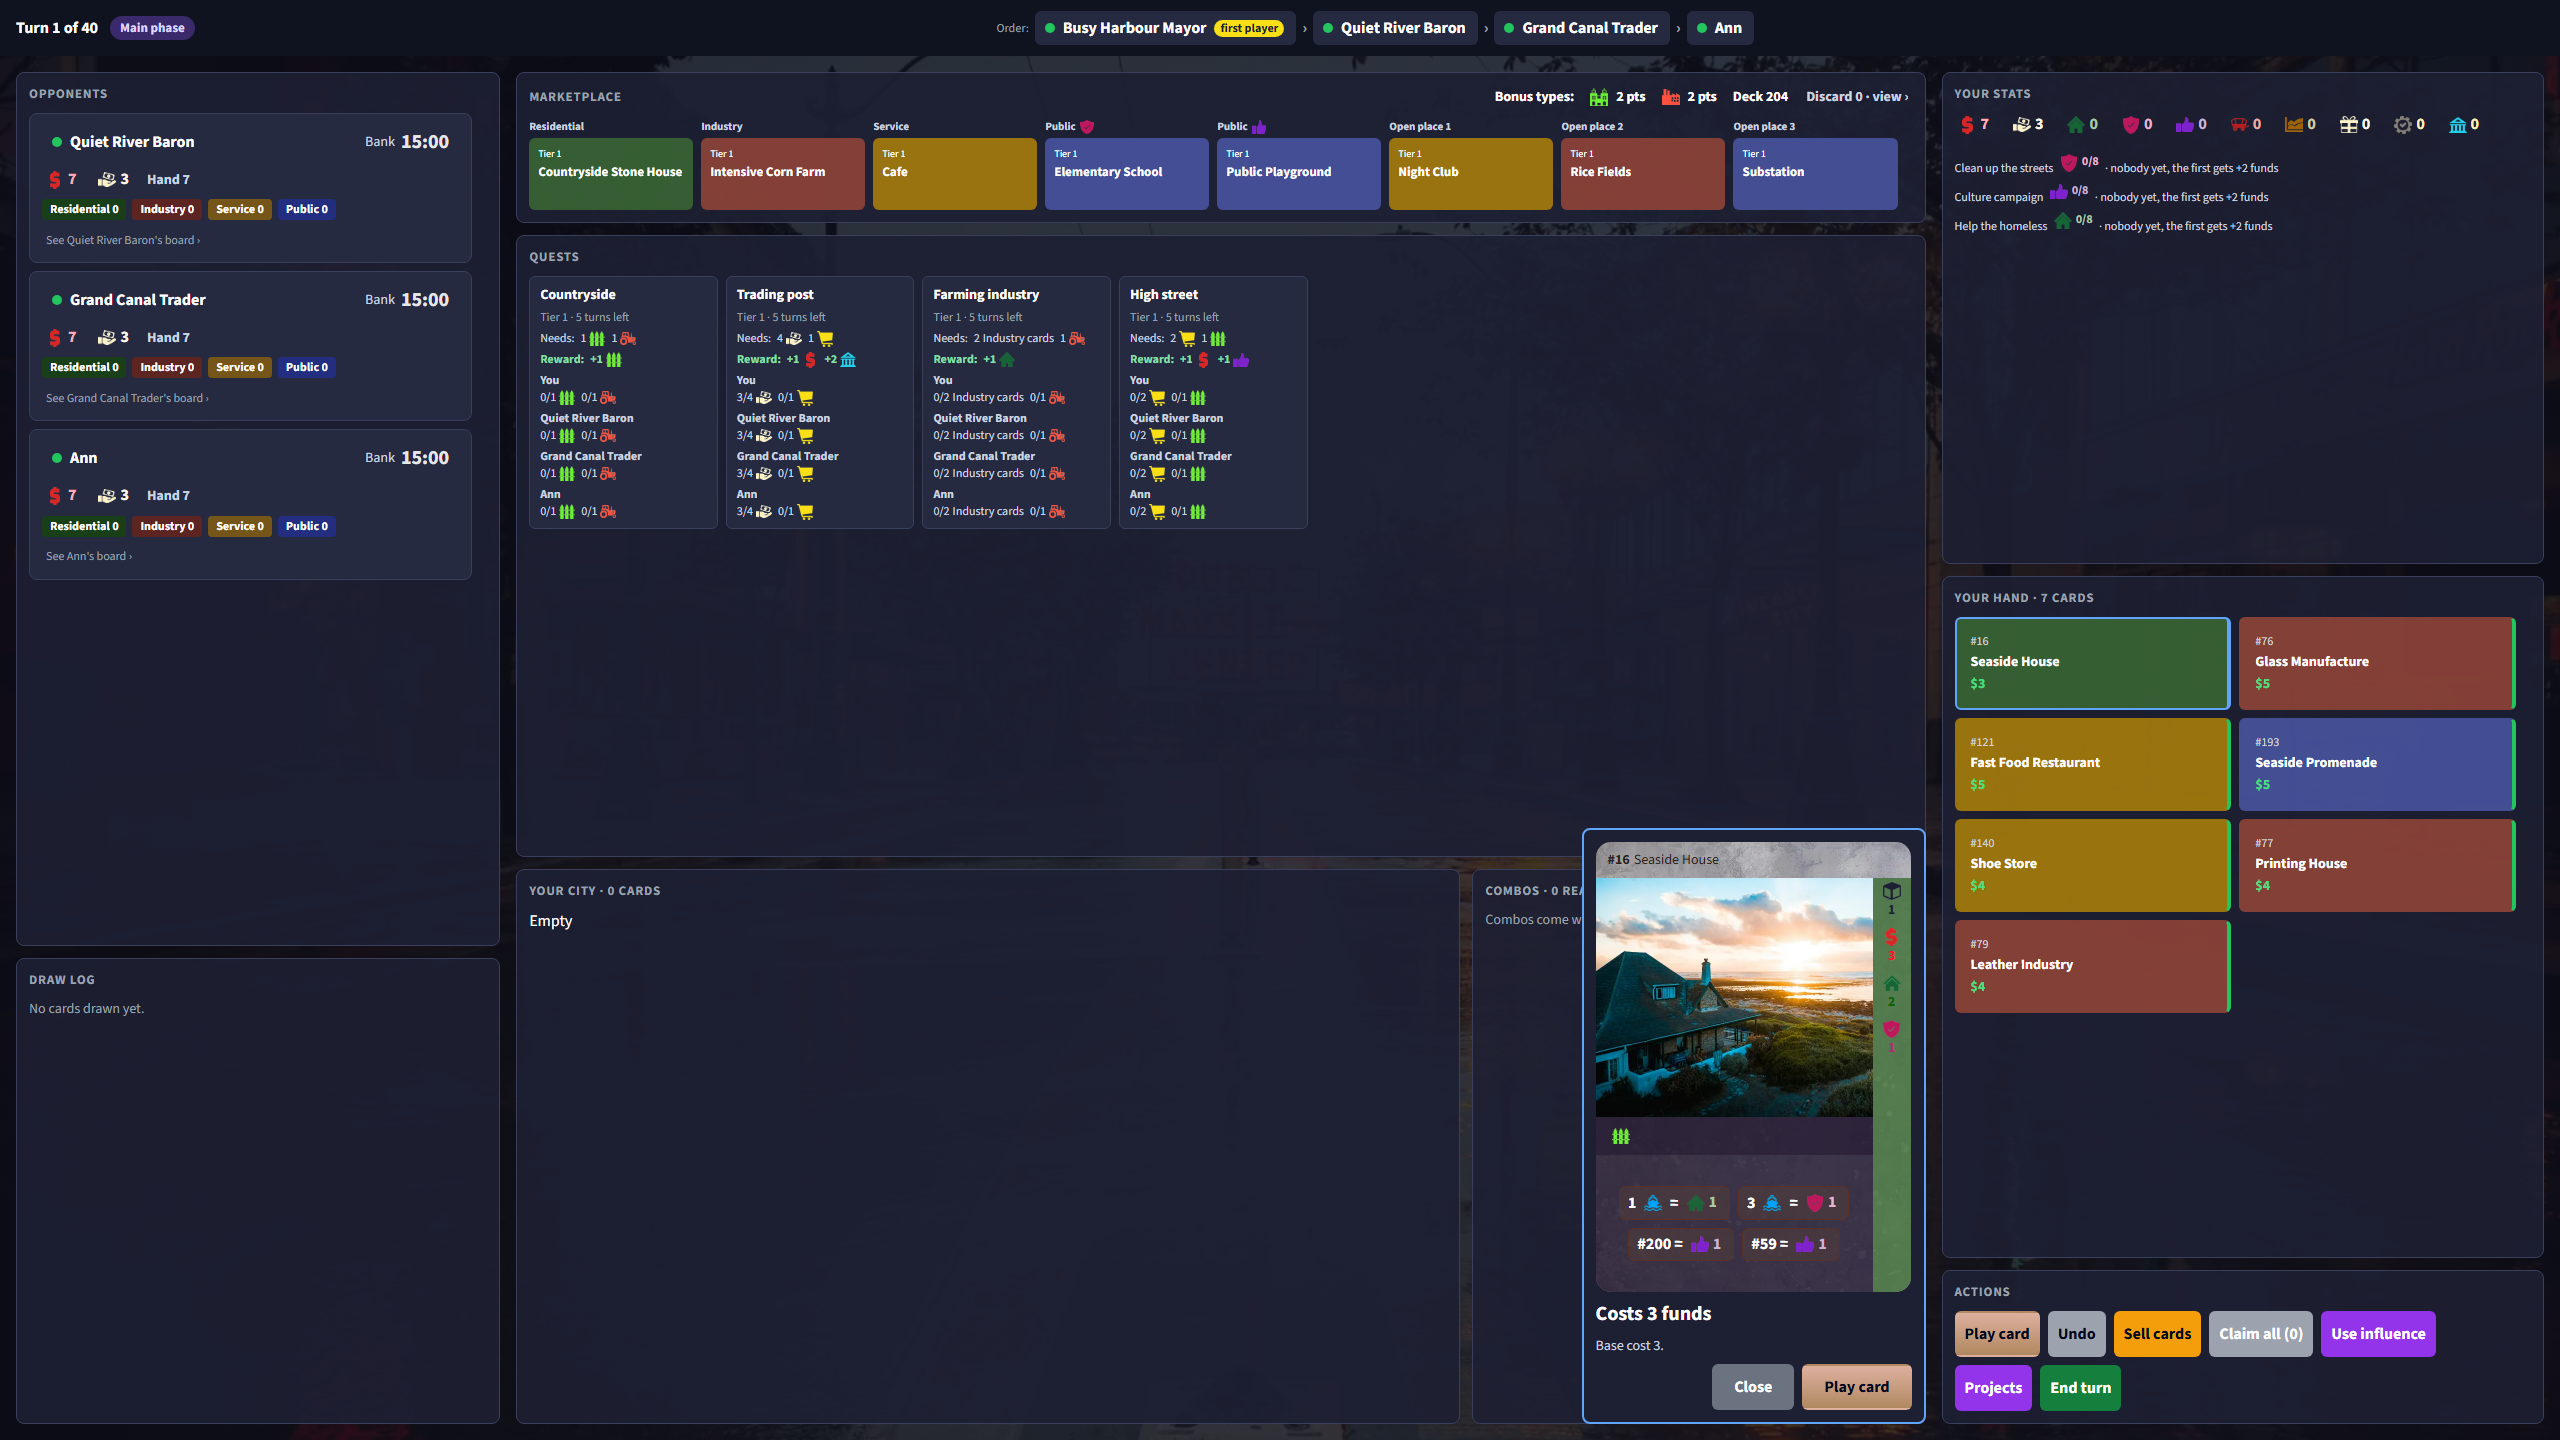 Turn 1 of 40 Main phase
Order: Busy Harbour Mayor first player › Quiet River Baron › Grand Canal Trader › Ann
OPPONENTS
Quiet River Baron Bank 15:00
7 3 Hand 7
Residential 0 Industry 0 Service 0 Public 0
See Quiet River Baron's board ›
Grand Canal Trader Bank 15:00
7 3 Hand 7
Residential 0 Industry 0 Service 0 Public 0
See Grand Canal Trader's board ›
Ann Bank 15:00
7 3 Hand 7
Residential 0 Industry 0 Service 0 Public 0
See Ann's board ›
DRAW LOG
No cards drawn yet.
MARKETPLACE
Bonus types: 2 pts 2 pts Deck 204 Discard 0 · view ›
Residential
Tier 1
Countryside Stone House
Industry
Tier 1
Intensive Corn Farm
Service
Tier 1
Cafe
Public
Tier 1
Elementary School
Public
Tier 1
Public Playground
Open place 1
Tier 1
Night Club
Open place 2
Tier 1
Rice Fields
Open place 3
Tier 1
Substation
QUESTS
Countryside
Tier 1 · 5 turns left
Needs: 1 1
Reward: +1
You
0/1 0/1
Quiet River Baron
0/1 0/1
Grand Canal Trader
0/1 0/1
Ann
0/1 0/1
Trading post
Tier 1 · 5 turns left
Needs: 4 1
Reward: +1 +2
You
3/4 0/1
Quiet River Baron
3/4 0/1
Grand Canal Trader
3/4 0/1
Ann
3/4 0/1
Farming industry
Tier 1 · 5 turns left
Needs: 2 Industry cards 1
Reward: +1
You
0/2 Industry cards 0/1
Quiet River Baron
0/2 Industry cards 0/1
Grand Canal Trader
0/2 Industry cards 0/1
Ann
0/2 Industry cards 0/1
High street
Tier 1 · 5 turns left
Needs: 2 1
Reward: +1 +1
You
0/2 0/1
Quiet River Baron
0/2 0/1
Grand Canal Trader
0/2 0/1
Ann
0/2 0/1
YOUR CITY · 0 CARDS
Empty
COMBOS · 0 REA
Combos come w
#16 Seaside House
1
3
2
1
1 = 1 3 = 1
#200 = 1 #59 = 1
Costs 3 funds
Base cost 3.
Close Play card
YOUR STATS
7 3 0 0 0 0 0 0 0 0
Clean up the streets 0/8 · nobody yet, the first gets +2 funds
Culture campaign 0/8 · nobody yet, the first gets +2 funds
Help the homeless 0/8 · nobody yet, the first gets +2 funds
YOUR HAND · 7 CARDS
#16
Seaside House
$3
#76
Glass Manufacture
$5
#121
Fast Food Restaurant
$5
#193
Seaside Promenade
$5
#140
Shoe Store
$4
#77
Printing House
$4
#79
Leather Industry
$4
ACTIONS
Play card Undo Sell cards Claim all (0) Use influence
Projects End turn